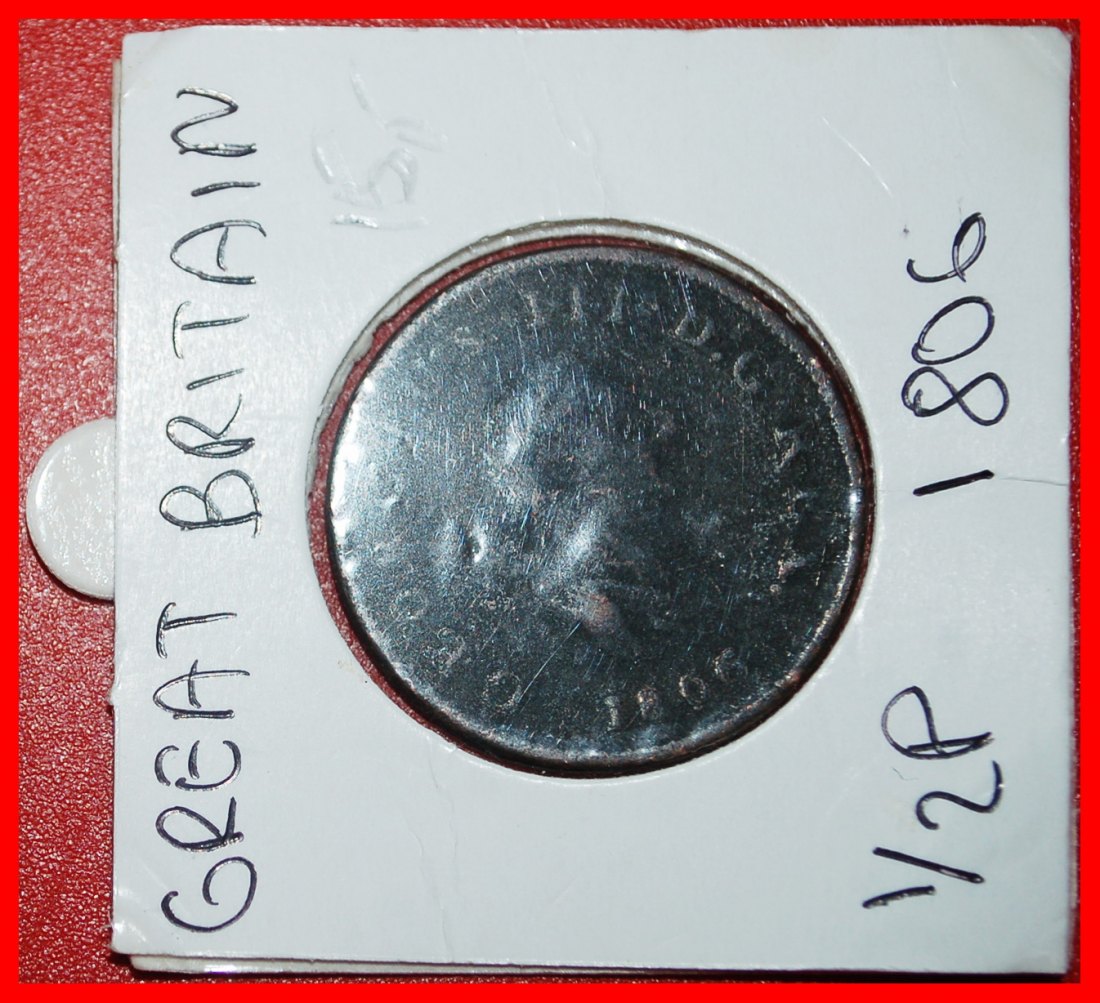 GREAT BRITAIN
1/2P 1806
III·D:G·
1806